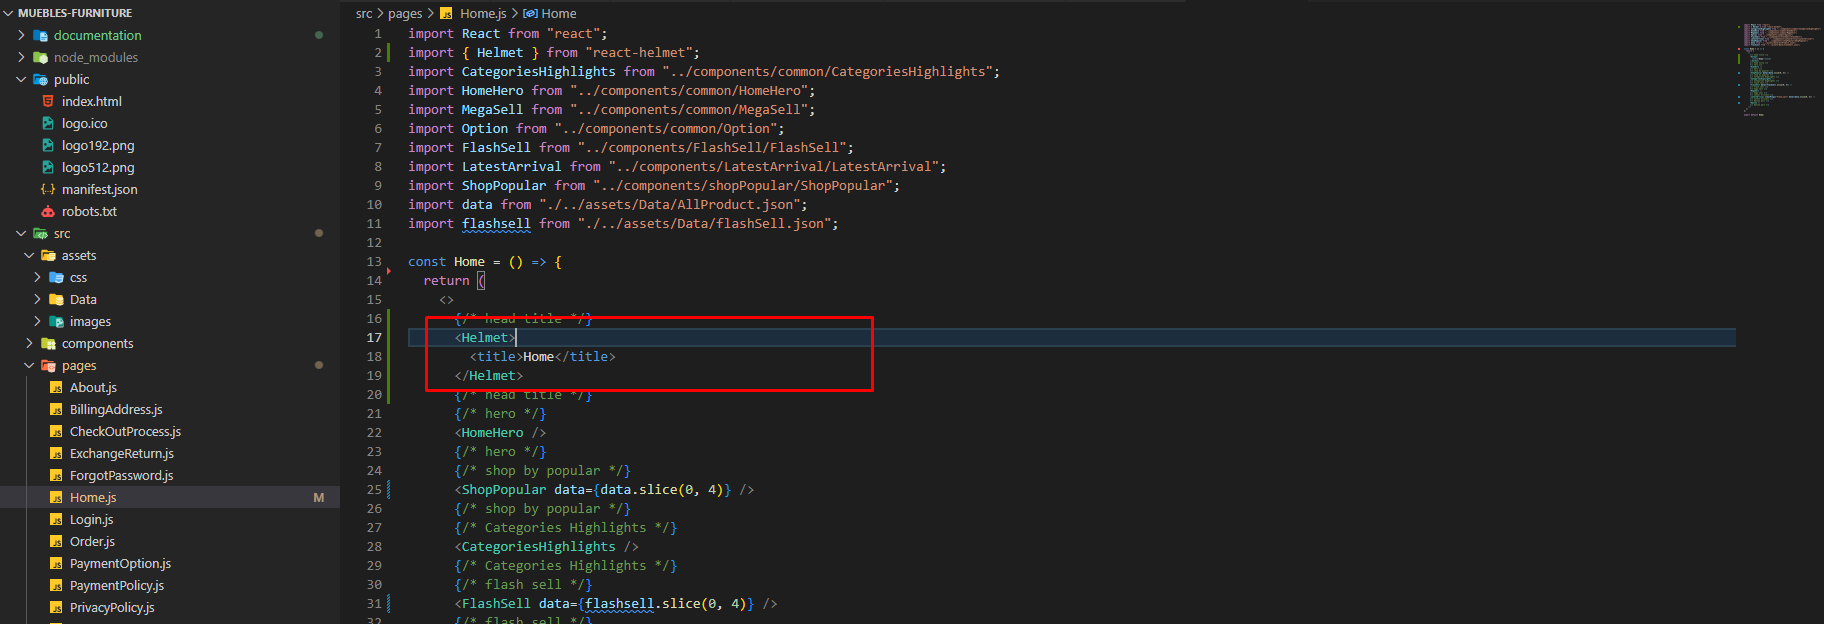 MUEBLES-FURNITURE
documentation
node_modules
public
index.html
logo.ico
logo192.png
logo512.png
manifest.json
robots.txt
src
assets
css
Data
images
components
pages
About.js
BillingAddress.js
CheckOutProcess.js
ExchangeReturn.js
ForgotPassword.js
Home.js M
Login.js
Order.js
PaymentOption.js
PaymentPolicy.js
PrivacyPolicy.js
src > pages > JS Home.js > Home
1 import React from "react";
2 import { Helmet } from "react-helmet";
3 import CategoriesHighlights from "../components/common/CategoriesHighlights";
4 import HomeHero from "../components/common/HomeHero";
5 import MegaSell from "../components/common/MegaSell";
6 import Option from "../components/common/Option";
7 import FlashSell from "../components/FlashSell/FlashSell";
8 import LatestArrival from "../components/LatestArrival/LatestArrival";
9 import ShopPopular from "../components/shopPopular/ShopPopular";
10 import data from "./../assets/Data/AllProduct.json";
11 import flashsell from "./../assets/Data/flashSell.json";
12
13 const Home = () => {
14 return (
15 <>
16 {/* head title */}
17 <Helmet>
18 <title>Home</title>
19 </Helmet>
20 {/* head title */}
21 {/* hero */}
22 <HomeHero />
23 {/* hero */}
24 {/* shop by popular */}
25 <ShopPopular data={data.slice(0, 4)} />
26 {/* shop by popular */}
27 {/* Categories Highlights */}
28 <CategoriesHighlights />
29 {/* Categories Highlights */}
30 {/* flash sell */}
31 <FlashSell data={flashsell.slice(0, 4)} />
32 {/* flash sell */}